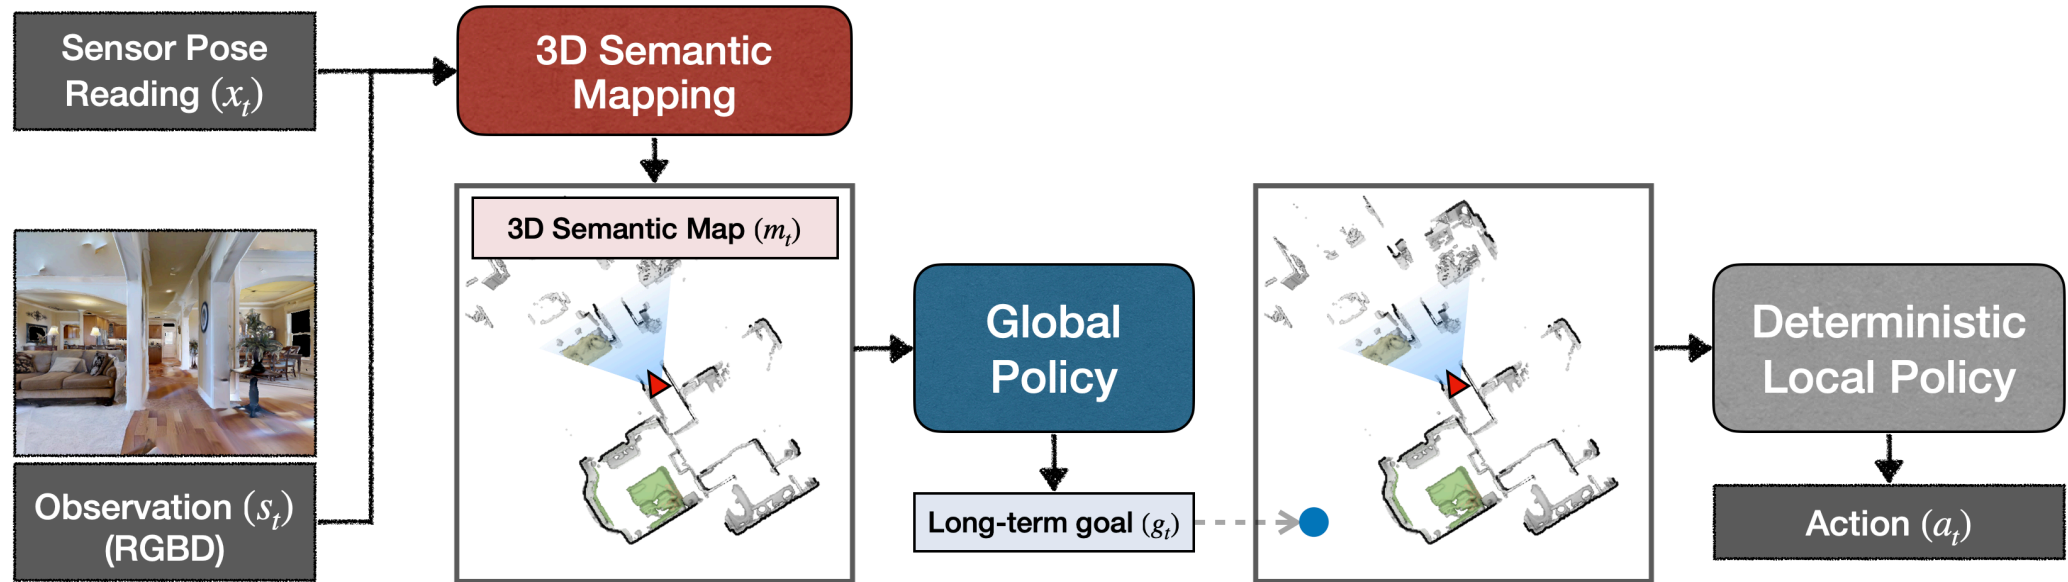 Sensor Pose
Reading (x_t)
3D Semantic
Mapping
3D Semantic Map (m_t)
Observation (s_t)
(RGBD)
Global
Policy
Long-term goal (g_t)
Deterministic
Local Policy
Action (a_t)